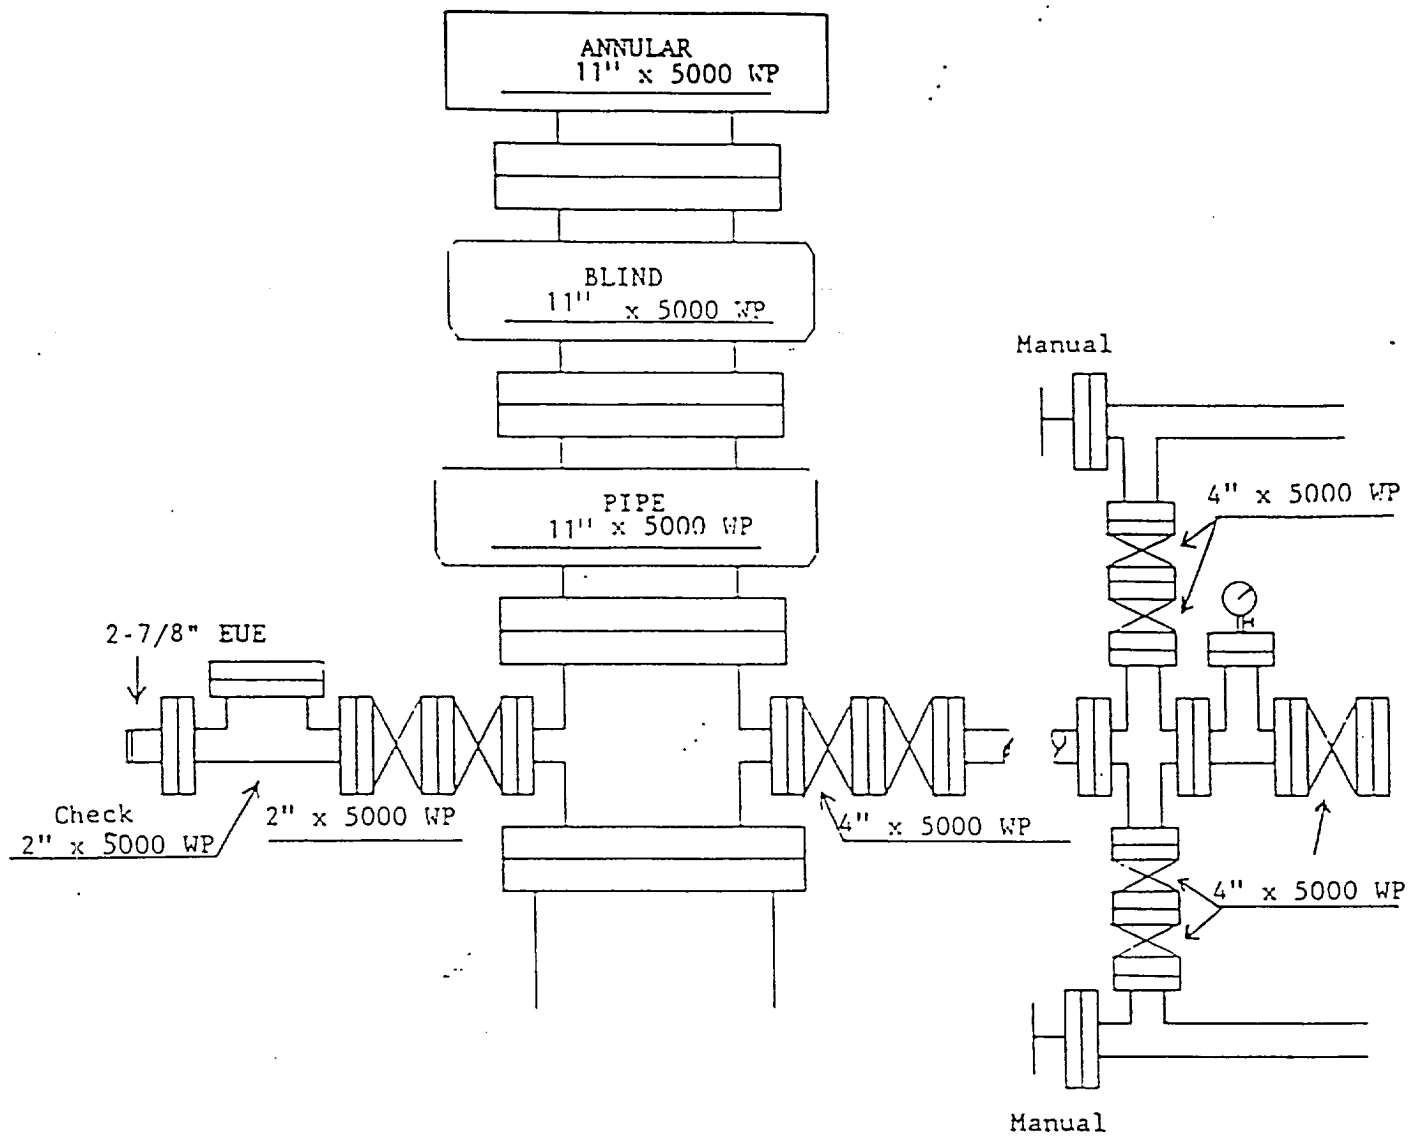 ANNULAR
11" x 5000 WP
BLIND
11" x 5000 WP
Manual
PIPE
11" x 5000 WP
4" x 5000 WP
2-7/8" EUE
Check
2" x 5000 WP
2" x 5000 WP
4" x 5000 WP
4" x 5000 WP
Manual